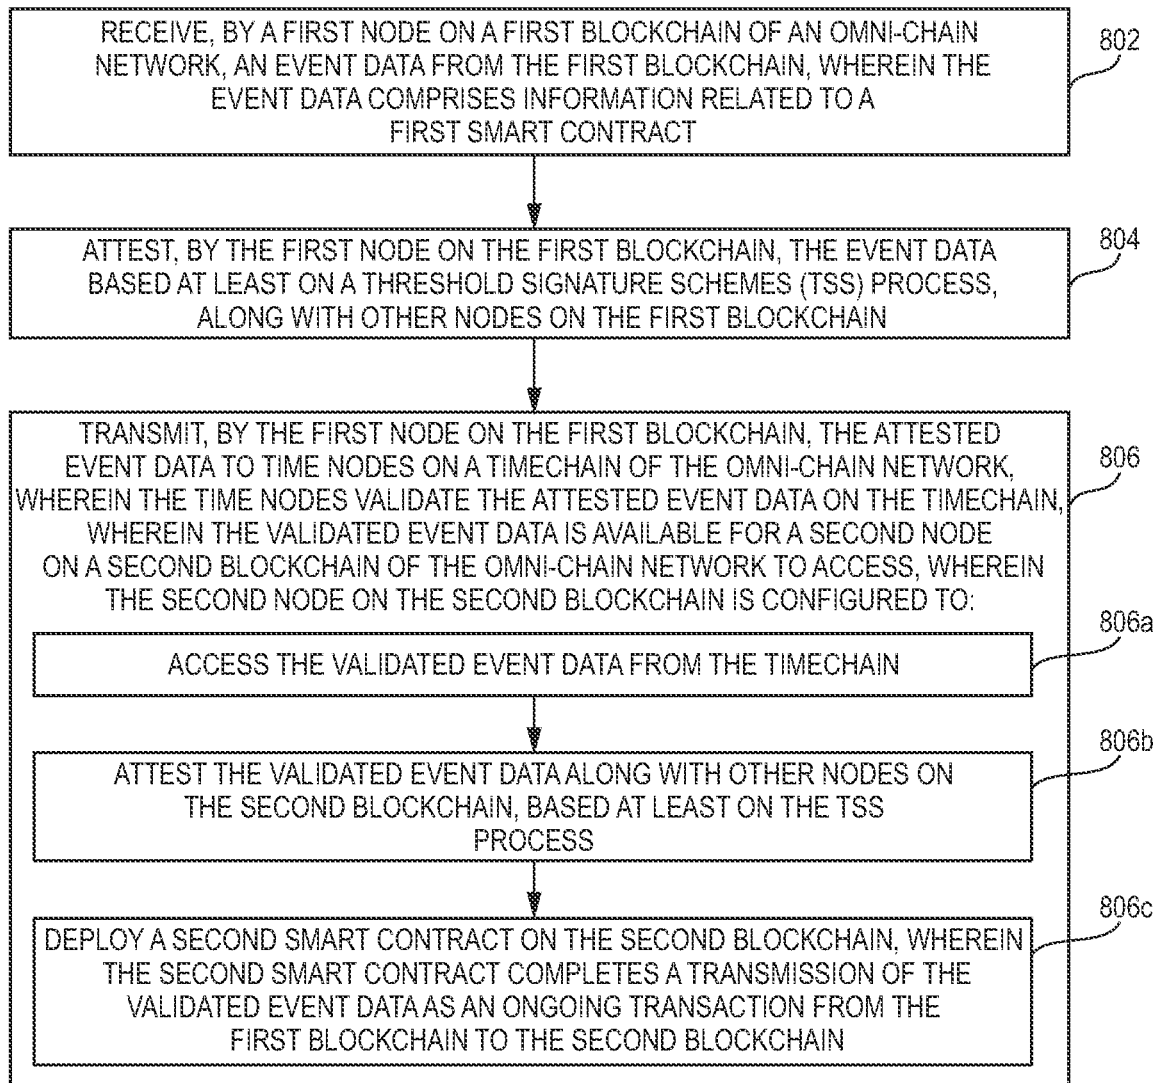 RECEIVE, BY A FIRST NODE ON A FIRST BLOCKCHAIN OF AN OMNI-CHAIN
NETWORK, AN EVENT DATA FROM THE FIRST BLOCKCHAIN, WHEREIN THE
EVENT DATA COMPRISES INFORMATION RELATED TO A
FIRST SMART CONTRACT
802
ATTEST, BY THE FIRST NODE ON THE FIRST BLOCKCHAIN, THE EVENT DATA
BASED AT LEAST ON A THRESHOLD SIGNATURE SCHEMES (TSS) PROCESS,
ALONG WITH OTHER NODES ON THE FIRST BLOCKCHAIN
804
TRANSMIT, BY THE FIRST NODE ON THE FIRST BLOCKCHAIN, THE ATTESTED
EVENT DATA TO TIME NODES ON A TIMECHAIN OF THE OMNI-CHAIN NETWORK,
WHEREIN THE TIME NODES VALIDATE THE ATTESTED EVENT DATA ON THE TIMECHAIN,
WHEREIN THE VALIDATED EVENT DATA IS AVAILABLE FOR A SECOND NODE
ON A SECOND BLOCKCHAIN OF THE OMNI-CHAIN NETWORK TO ACCESS, WHEREIN
THE SECOND NODE ON THE SECOND BLOCKCHAIN IS CONFIGURED TO:
806
ACCESS THE VALIDATED EVENT DATA FROM THE TIMECHAIN
806a
ATTEST THE VALIDATED EVENT DATA ALONG WITH OTHER NODES ON
THE SECOND BLOCKCHAIN, BASED AT LEAST ON THE TSS
PROCESS
806b
DEPLOY A SECOND SMART CONTRACT ON THE SECOND BLOCKCHAIN, WHEREIN
THE SECOND SMART CONTRACT COMPLETES A TRANSMISSION OF THE
VALIDATED EVENT DATA AS AN ONGOING TRANSACTION FROM THE
FIRST BLOCKCHAIN TO THE SECOND BLOCKCHAIN
806c